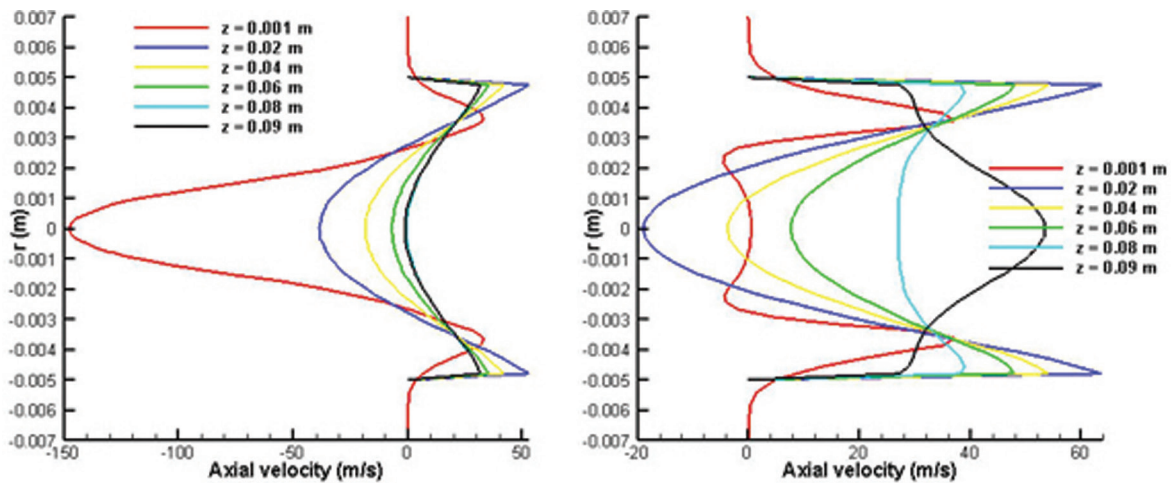 0.007
0.006
0.005
0.004
0.003
0.002
0.001
0
-0.001
-0.002
-0.003
-0.004
-0.005
-0.006
-0.007
r (m)
-150
-100
-50
0
50
Axial velocity (m/s)
z = 0.001 m
z = 0.02 m
z = 0.04 m
z = 0.06 m
z = 0.08 m
z = 0.09 m
0.007
0.006
0.005
0.004
0.003
0.002
0.001
0
-0.001
-0.002
-0.003
-0.004
-0.005
-0.006
-0.007
r (m)
-20
0
20
40
60
Axial velocity (m/s)
z = 0.001 m
z = 0.02 m
z = 0.04 m
z = 0.06 m
z = 0.08 m
z = 0.09 m